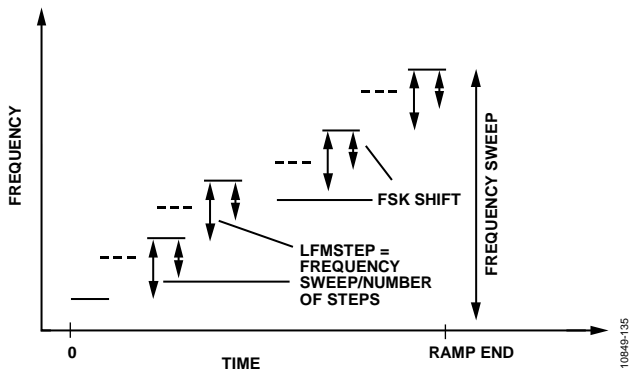 FREQUENCY
FREQUENCY SWEEP
FSK SHIFT
LFMSTEP =
FREQUENCY
SWEEP/NUMBER
OF STEPS
0
TIME
RAMP END
10849-135